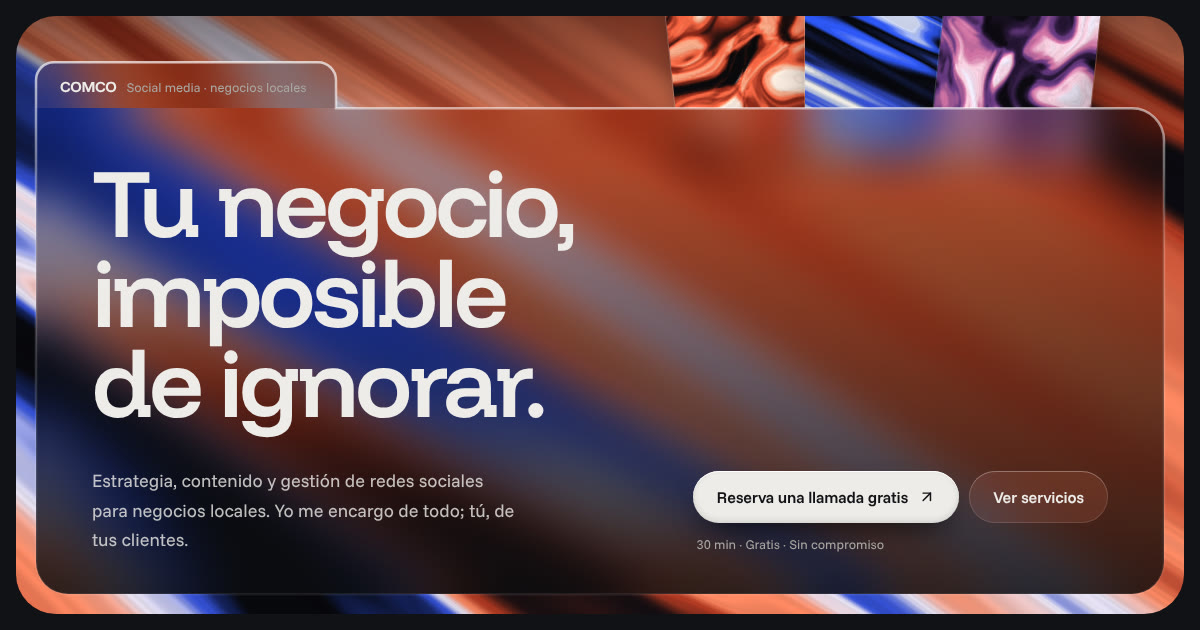 COMCO Social media · negocios locales
Tu negocio,
imposible
de ignorar.
Estrategia, contenido y gestión de redes sociales
para negocios locales. Yo me encargo de todo; tú, de
tus clientes.
Reserva una llamada gratis
Ver servicios
30 min · Gratis · Sin compromiso